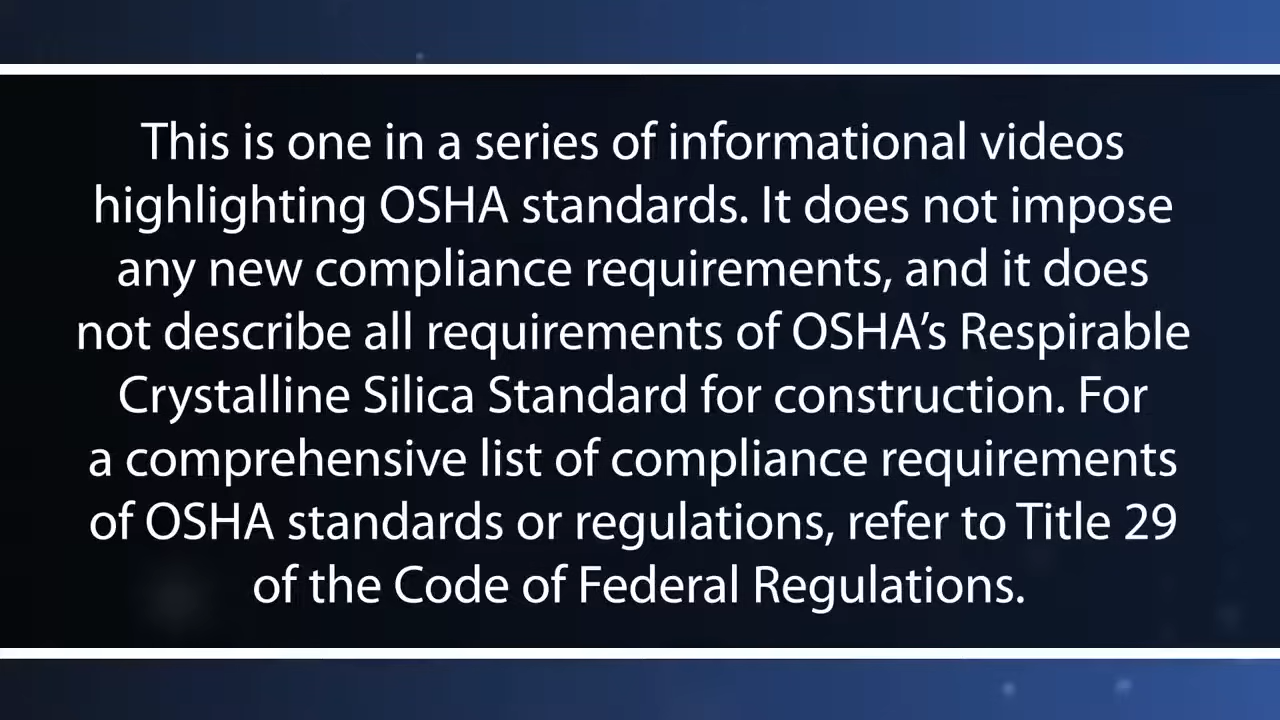 This is one in a series of informational videos
highlighting OSHA standards. It does not impose
any new compliance requirements, and it does
not describe all requirements of OSHA’s Respirable
Crystalline Silica Standard for construction. For
a comprehensive list of compliance requirements
of OSHA standards or regulations, refer to Title 29
of the Code of Federal Regulations.